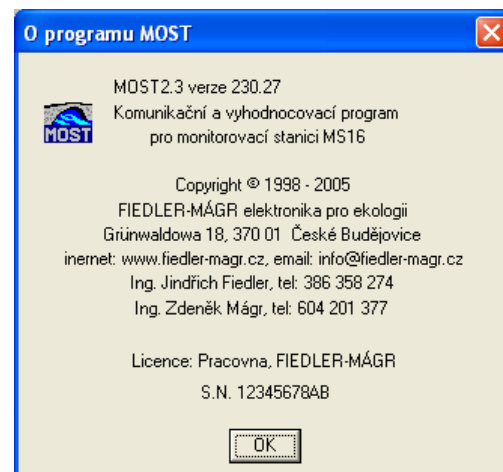 O programu MOST
MOST2.3 verze 230.27
Komunikační a vyhodnocovací program
MOST
pro monitorovací stanici MS16
Copyright © 1998 - 2005
FIEDLER-MÁGR elektronika pro ekologii
Grünwaldova 18, 370 01 České Budějovice
inernet: www.fiedler-magr.cz, email: info@fiedler-magr.cz
Ing. Jindřich Fiedler, tel: 386 358 274
Ing. Zdeněk Mágr, tel: 604 201 377
Licence: Pracovna, FIEDLER-MÁGR
S.N. 12345678AB
OK